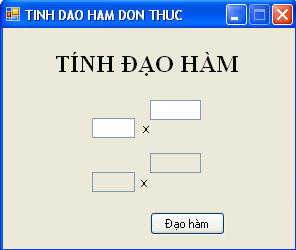 TINH DAO HAM DON THUC
TÍNH ĐẠO HÀM
x
x
Đạo hàm